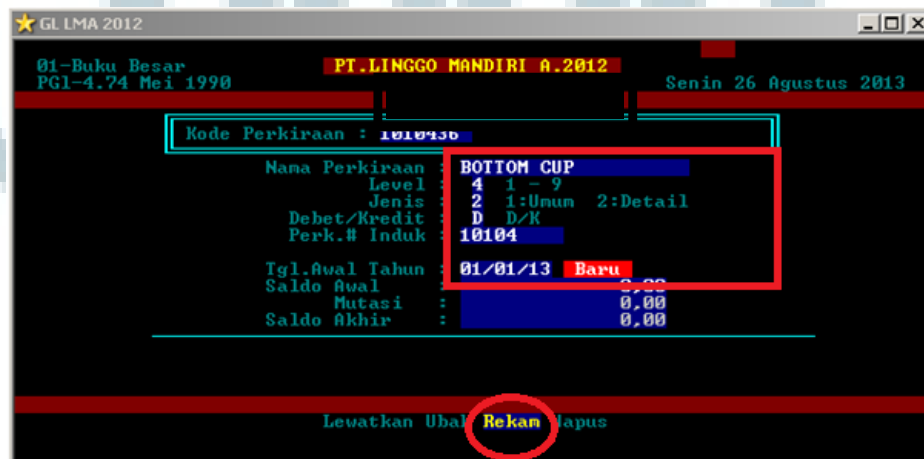 GL LMA 2012
01-Buku Besar PT.LINGGO MANDIRI A.2012
PGl-4.74 Mei 1990 Senin 26 Agustus 2013
Kode Perkiraan : 1010436
Nama Perkiraan : BOTTOM CUP
Level : 4 1 - 9
Jenis : 2 1:Umum 2:Detail
Debet/Kredit : D D/K
Perk.# Induk : 10104
Tgl.Awal Tahun : 01/01/13 Baru
Saldo Awal : 0,00
Mutasi : 0,00
Saldo Akhir : 0,00
Lewatkan Rekam